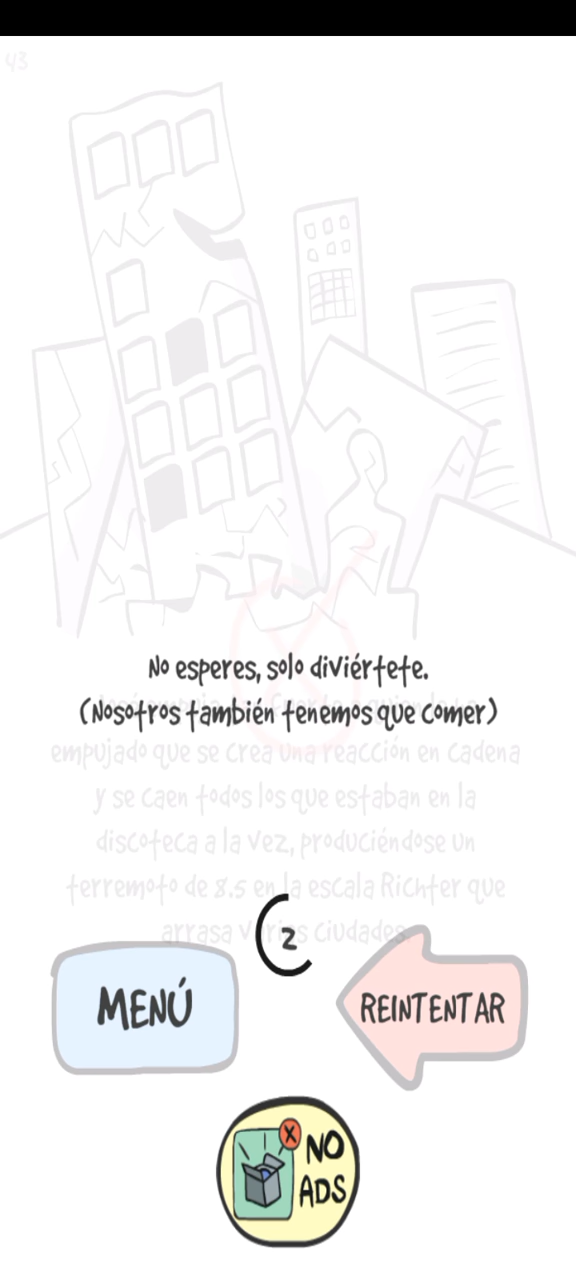 43
No esperes, solo diviértete.
(Nosotros también tenemos que comer)
empujado que se crea una reacción en cadena
y se caen todos los que estaban en la
discoteca a la vez, produciéndose un
terremoto de 8.5 en la escala Richter que
arrasa varias ciudades.
2
MENÚ
REINTENTAR
NO
ADS